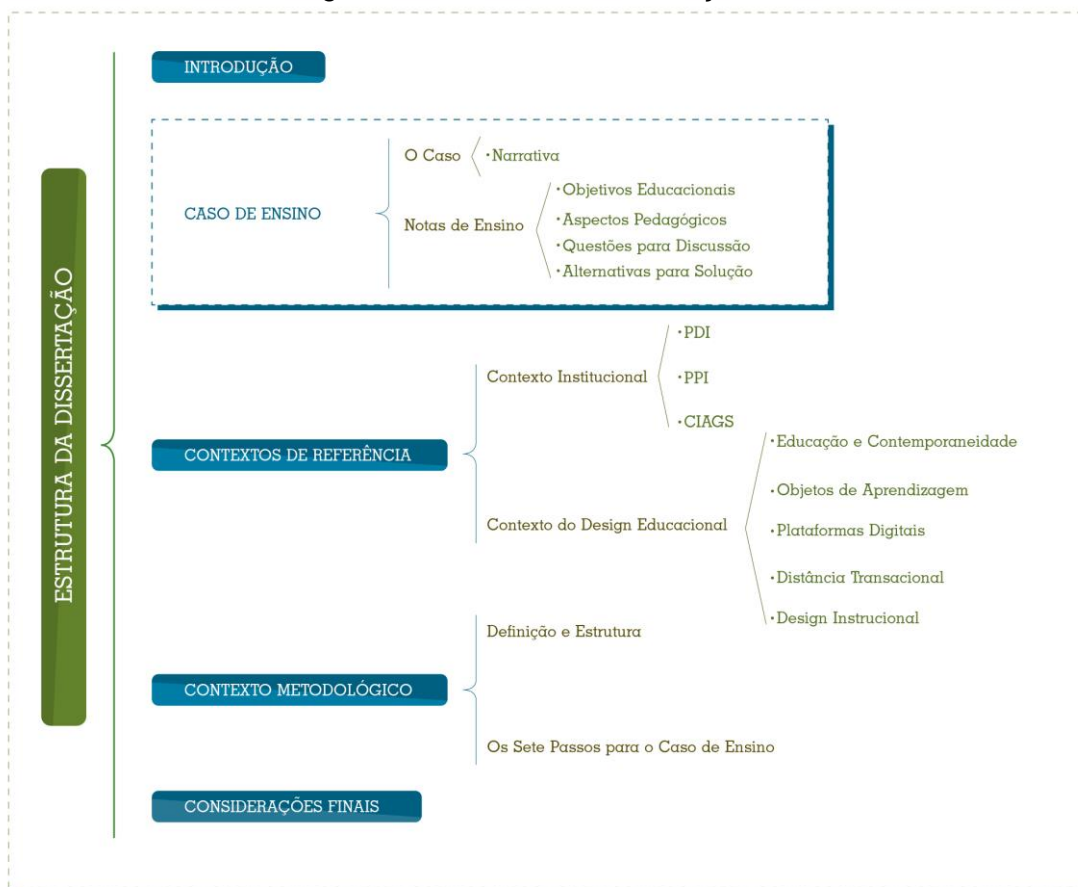 ESTRUTURA DA DISSERTAÇÃO
INTRODUÇÃO
CASO DE ENSINO
O Caso
•Narrativa
Notas de Ensino
•Objetivos Educacionais
•Aspectos Pedagógicos
•Questões para Discussão
•Alternativas para Solução
CONTEXTOS DE REFERÊNCIA
Contexto Institucional
•PDI
•PPI
•CIAGS
Contexto do Design Educacional
•Educação e Contemporaneidade
•Objetos de Aprendizagem
•Plataformas Digitais
•Distância Transacional
•Design Instrucional
CONTEXTO METODOLÓGICO
Definição e Estrutura
Os Sete Passos para o Caso de Ensino
CONSIDERAÇÕES FINAIS